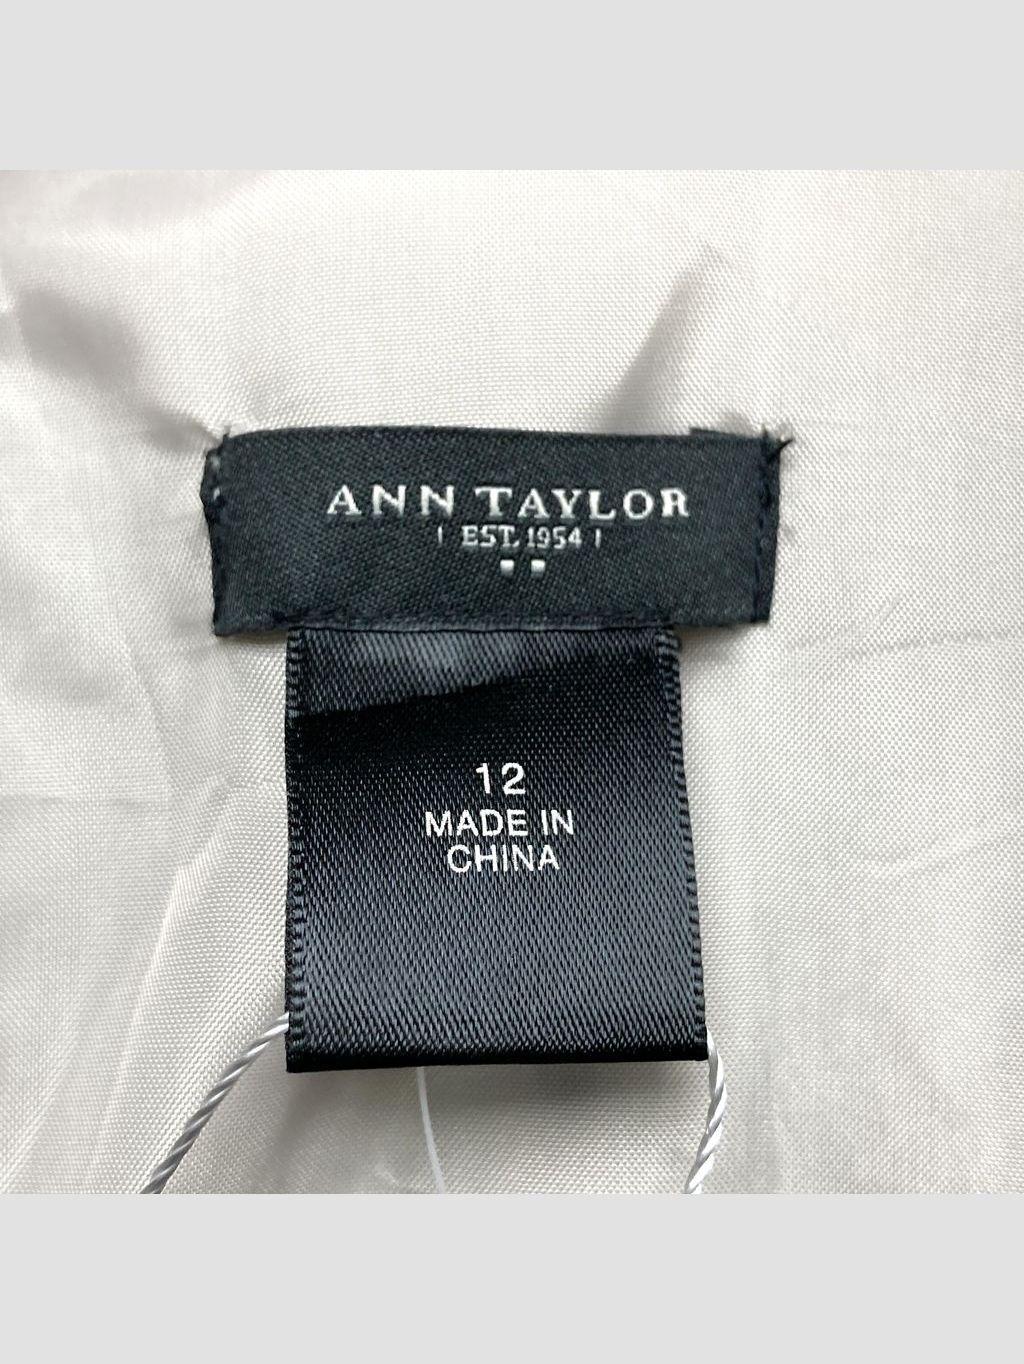 ANN TAYLOR
EST. 1954
12
MADE IN
CHINA